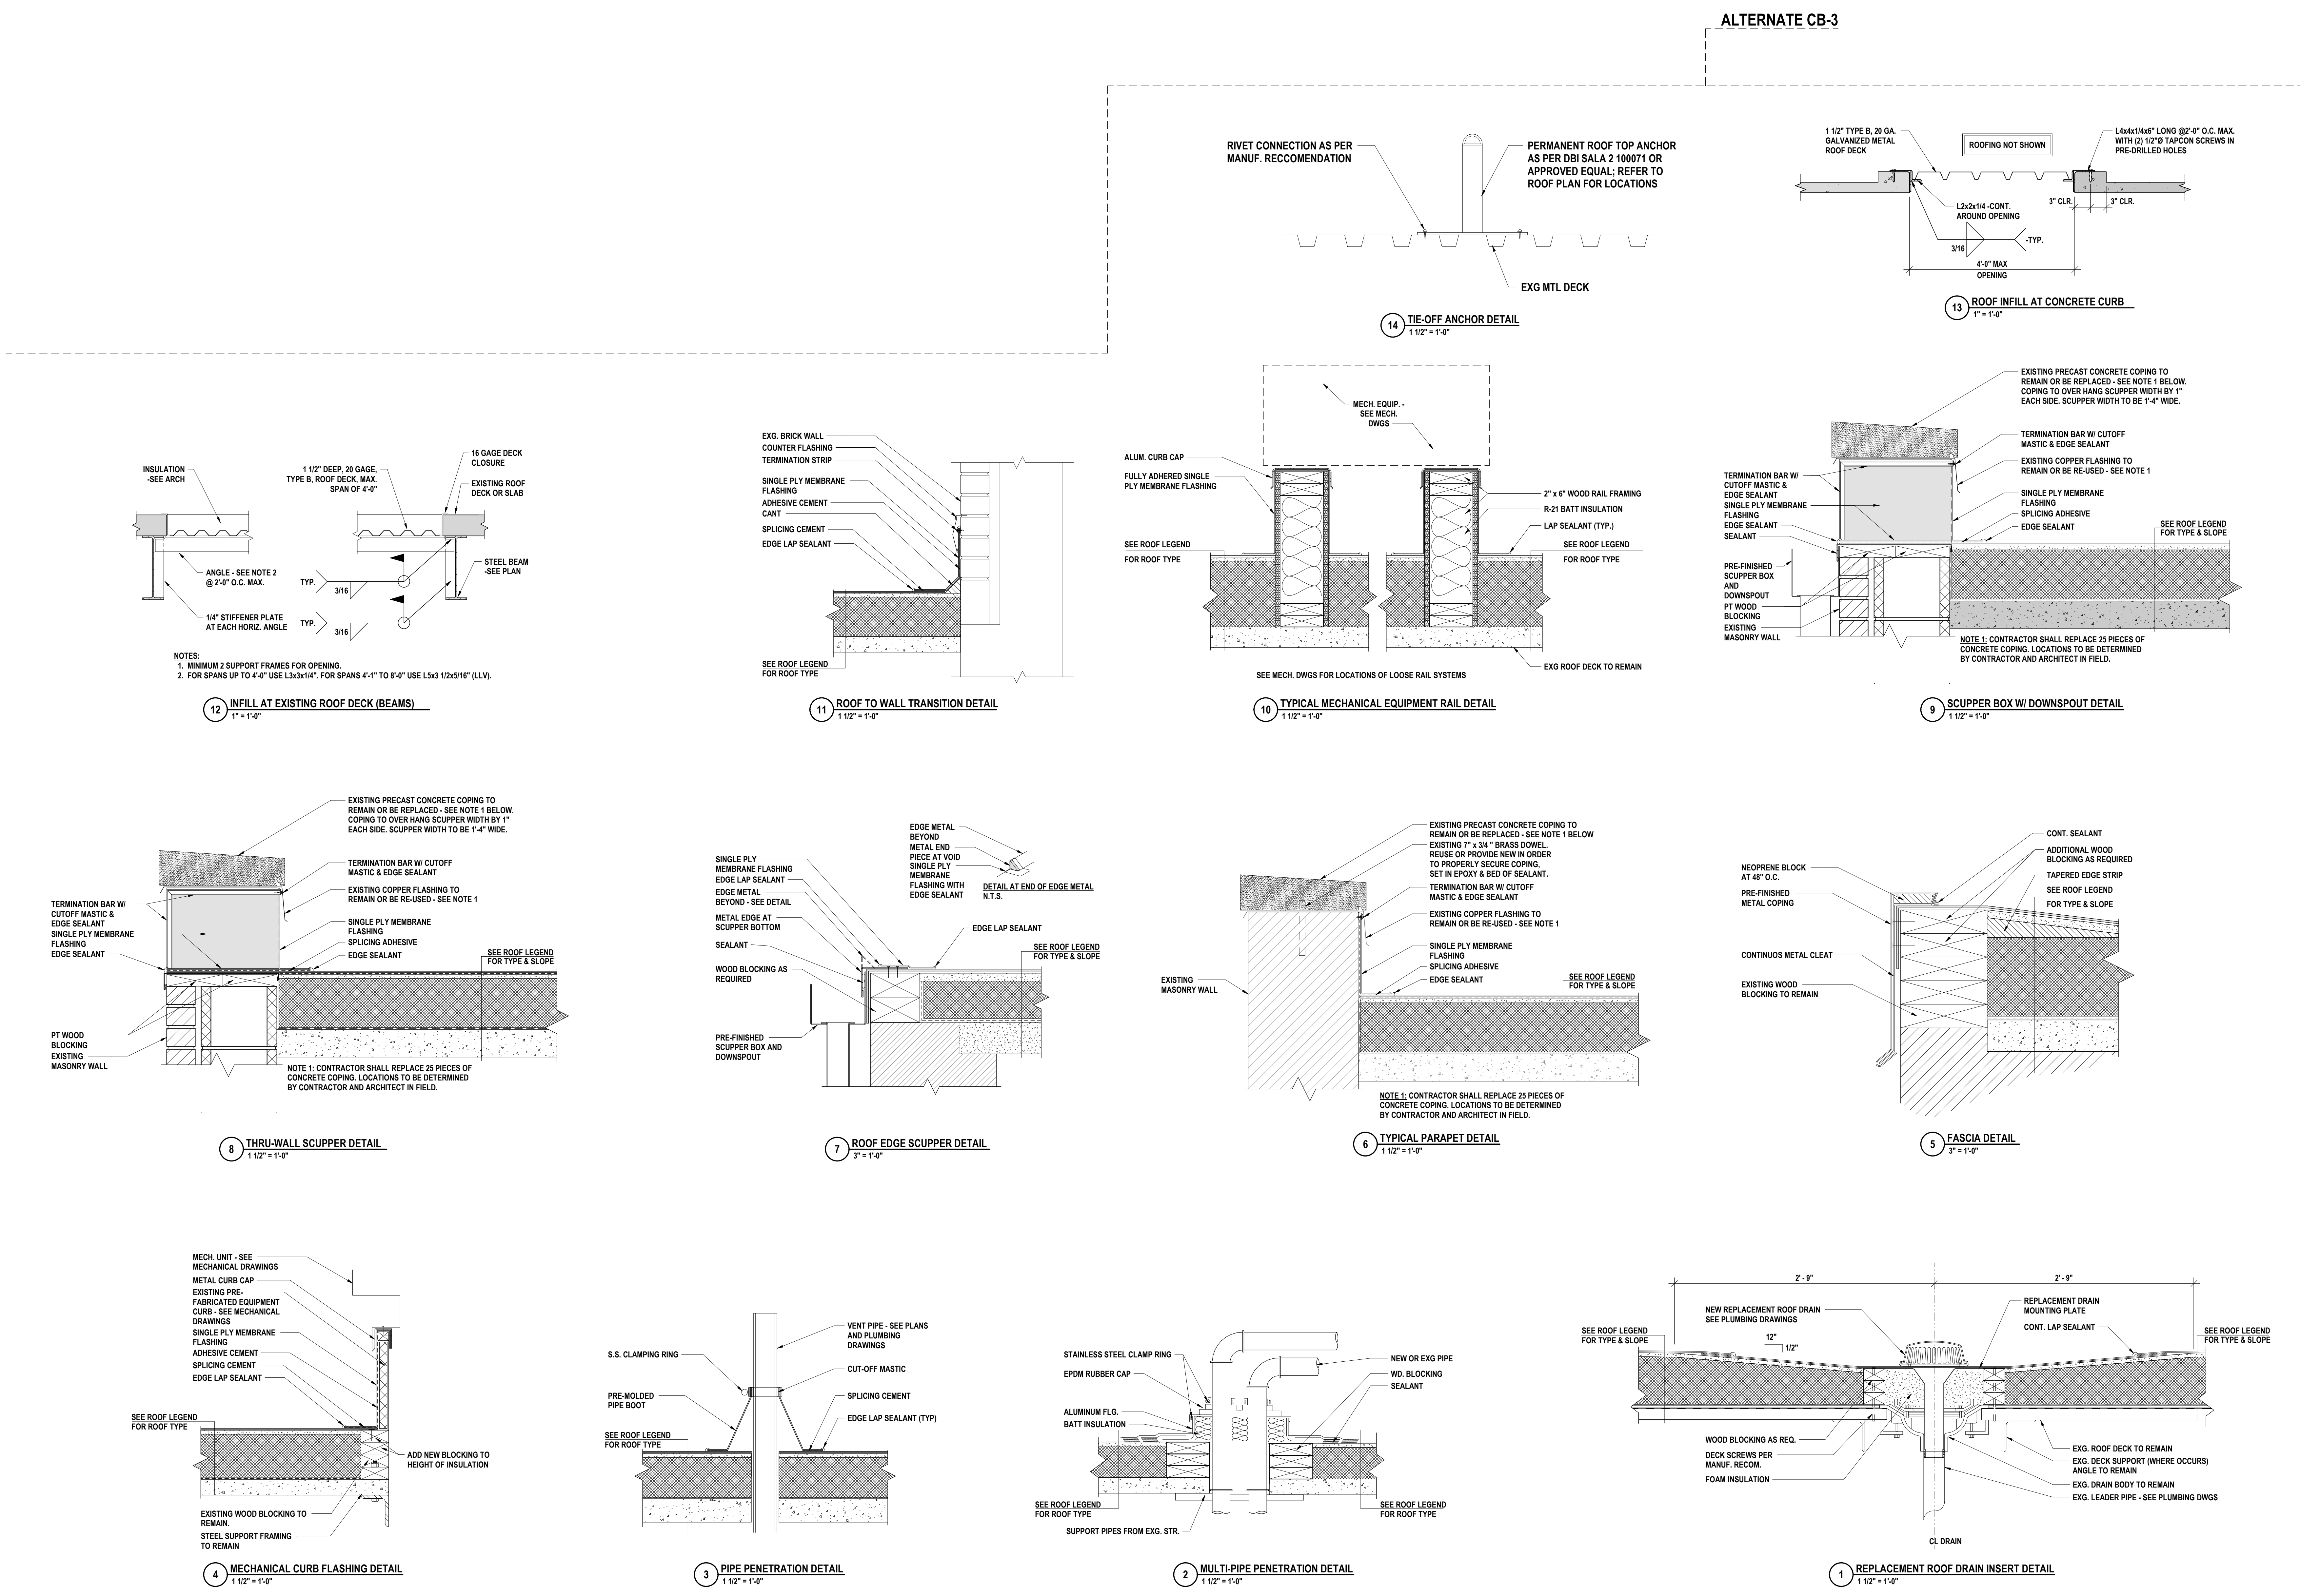 ALTERNATE CB-3
RIVET CONNECTION AS PER
MANUF. RECCOMENDATION
PERMANENT ROOF TOP ANCHOR
AS PER DBI SALA 2 100071 OR
APPROVED EQUAL; REFER TO
ROOF PLAN FOR LOCATIONS
EXG MTL DECK
14
TIE-OFF ANCHOR DETAIL
1 1/2" = 1'-0"
1 1/2" TYPE B, 20 GA.
GALVANIZED METAL
ROOF DECK
ROOFING NOT SHOWN
L4x4x1/4x6" LONG @2'-0" O.C. MAX.
WITH (2) 1/2"Ø TAPCON SCREWS IN
PRE-DRILLED HOLES
3" CLR.
3" CLR.
L2x2x1/4 -CONT.
AROUND OPENING
3/16
-TYP.
4'-0" MAX
OPENING
13
ROOF INFILL AT CONCRETE CURB
1" = 1'-0"
INSULATION
-SEE ARCH
1 1/2" DEEP, 20 GAGE,
TYPE B, ROOF DECK, MAX.
SPAN OF 4'-0"
16 GAGE DECK
CLOSURE
EXISTING ROOF
DECK OR SLAB
ANGLE - SEE NOTE 2
@ 2'-0" O.C. MAX.
TYP.
3/16
STEEL BEAM
-SEE PLAN
1/4" STIFFENER PLATE
AT EACH HORIZ. ANGLE
TYP.
3/16
NOTES:
1. MINIMUM 2 SUPPORT FRAMES FOR OPENING.
2. FOR SPANS UP TO 4'-0" USE L3x3x1/4". FOR SPANS 4'-1" TO 8'-0" USE L5x3 1/2x5/16" (LLV).
12
INFILL AT EXISTING ROOF DECK (BEAMS)
1" = 1'-0"
EXG. BRICK WALL
COUNTER FLASHING
TERMINATION STRIP
SINGLE PLY MEMBRANE
FLASHING
ADHESIVE CEMENT
CANT
SPLICING CEMENT
EDGE LAP SEALANT
SEE ROOF LEGEND
FOR ROOF TYPE
11
ROOF TO WALL TRANSITION DETAIL
1 1/2" = 1'-0"
MECH. EQUIP. -
SEE MECH.
DWGS
ALUM. CURB CAP
FULLY ADHERED SINGLE
PLY MEMBRANE FLASHING
SEE ROOF LEGEND
FOR ROOF TYPE
2" x 6" WOOD RAIL FRAMING
R-21 BATT INSULATION
LAP SEALANT (TYP.)
SEE ROOF LEGEND
FOR ROOF TYPE
EXG ROOF DECK TO REMAIN
SEE MECH. DWGS FOR LOCATIONS OF LOOSE RAIL SYSTEMS
10
TYPICAL MECHANICAL EQUIPMENT RAIL DETAIL
1 1/2" = 1'-0"
EXISTING PRECAST CONCRETE COPING TO
REMAIN OR BE REPLACED - SEE NOTE 1 BELOW.
COPING TO OVER HANG SCUPPER WIDTH BY 1"
EACH SIDE. SCUPPER WIDTH TO BE 1'-4" WIDE.
TERMINATION BAR W/ CUTOFF
MASTIC & EDGE SEALANT
EXISTING COPPER FLASHING TO
REMAIN OR BE RE-USED - SEE NOTE 1
SINGLE PLY MEMBRANE
FLASHING
SPLICING ADHESIVE
EDGE SEALANT
SEE ROOF LEGEND
FOR TYPE & SLOPE
TERMINATION BAR W/
CUTOFF MASTIC &
EDGE SEALANT
SINGLE PLY MEMBRANE
FLASHING
EDGE SEALANT
SEALANT
PRE-FINISHED
SCUPPER BOX
AND
DOWNSPOUT
PT WOOD
BLOCKING
EXISTING
MASONRY WALL
NOTE 1: CONTRACTOR SHALL REPLACE 25 PIECES OF
CONCRETE COPING. LOCATIONS TO BE DETERMINED
BY CONTRACTOR AND ARCHITECT IN FIELD.
9
SCUPPER BOX W/ DOWNSPOUT DETAIL
1 1/2" = 1'-0"
EXISTING PRECAST CONCRETE COPING TO
REMAIN OR BE REPLACED - SEE NOTE 1 BELOW.
COPING TO OVER HANG SCUPPER WIDTH BY 1"
EACH SIDE. SCUPPER WIDTH TO BE 1'-4" WIDE.
TERMINATION BAR W/ CUTOFF
MASTIC & EDGE SEALANT
EXISTING COPPER FLASHING TO
REMAIN OR BE RE-USED - SEE NOTE 1
SINGLE PLY MEMBRANE
FLASHING
SPLICING ADHESIVE
EDGE SEALANT
SEE ROOF LEGEND
FOR TYPE & SLOPE
TERMINATION BAR W/
CUTOFF MASTIC &
EDGE SEALANT
SINGLE PLY MEMBRANE
FLASHING
EDGE SEALANT
PT WOOD
BLOCKING
EXISTING
MASONRY WALL
NOTE 1: CONTRACTOR SHALL REPLACE 25 PIECES OF
CONCRETE COPING. LOCATIONS TO BE DETERMINED
BY CONTRACTOR AND ARCHITECT IN FIELD.
8
THRU-WALL SCUPPER DETAIL
1 1/2" = 1'-0"
SINGLE PLY
MEMBRANE FLASHING
EDGE LAP SEALANT
EDGE METAL
BEYOND - SEE DETAIL
METAL EDGE AT
SCUPPER BOTTOM
SEALANT
WOOD BLOCKING AS
REQUIRED
PRE-FINISHED
SCUPPER BOX AND
DOWNSPOUT
EDGE METAL
BEYOND
METAL END
PIECE AT VOID
SINGLE PLY
MEMBRANE
FLASHING WITH
EDGE SEALANT
DETAIL AT END OF EDGE METAL
N.T.S.
EDGE LAP SEALANT
SEE ROOF LEGEND
FOR TYPE & SLOPE
7
ROOF EDGE SCUPPER DETAIL
3" = 1'-0"
EXISTING PRECAST CONCRETE COPING TO
REMAIN OR BE REPLACED - SEE NOTE 1 BELOW
EXISTING 7" x 3/4 " BRASS DOWEL.
REUSE OR PROVIDE NEW IN ORDER
TO PROPERLY SECURE COPING,
SET IN EPOXY & BED OF SEALANT.
TERMINATION BAR W/ CUTOFF
MASTIC & EDGE SEALANT
EXISTING COPPER FLASHING TO
REMAIN OR BE RE-USED - SEE NOTE 1
SINGLE PLY MEMBRANE
FLASHING
SPLICING ADHESIVE
EDGE SEALANT
EXISTING
MASONRY WALL
SEE ROOF LEGEND
FOR TYPE & SLOPE
NOTE 1: CONTRACTOR SHALL REPLACE 25 PIECES OF
CONCRETE COPING. LOCATIONS TO BE DETERMINED
BY CONTRACTOR AND ARCHITECT IN FIELD.
6
TYPICAL PARAPET DETAIL
1 1/2" = 1'-0"
NEOPRENE BLOCK
AT 48" O.C.
PRE-FINISHED
METAL COPING
CONTINUOS METAL CLEAT
EXISTING WOOD
BLOCKING TO REMAIN
CONT. SEALANT
ADDITIONAL WOOD
BLOCKING AS REQUIRED
TAPERED EDGE STRIP
SEE ROOF LEGEND
FOR TYPE & SLOPE
5
FASCIA DETAIL
3" = 1'-0"
MECH. UNIT - SEE
MECHANICAL DRAWINGS
METAL CURB CAP
EXISTING PRE-
FABRICATED EQUIPMENT
CURB - SEE MECHANICAL
DRAWINGS
SINGLE PLY MEMBRANE
FLASHING
ADHESIVE CEMENT
SPLICING CEMENT
EDGE LAP SEALANT
SEE ROOF LEGEND
FOR ROOF TYPE
ADD NEW BLOCKING TO
HEIGHT OF INSULATION
EXISTING WOOD BLOCKING TO
REMAIN.
STEEL SUPPORT FRAMING
TO REMAIN
4
MECHANICAL CURB FLASHING DETAIL
1 1/2" = 1'-0"
S.S. CLAMPING RING
PRE-MOLDED
PIPE BOOT
SEE ROOF LEGEND
FOR ROOF TYPE
VENT PIPE - SEE PLANS
AND PLUMBING
DRAWINGS
CUT-OFF MASTIC
SPLICING CEMENT
EDGE LAP SEALANT (TYP)
3
PIPE PENETRATION DETAIL
1 1/2" = 1'-0"
STAINLESS STEEL CLAMP RING
EPDM RUBBER CAP
ALUMINUM FLG.
BATT INSULATION
NEW OR EXG PIPE
WD. BLOCKING
SEALANT
SEE ROOF LEGEND
FOR ROOF TYPE
SEE ROOF LEGEND
FOR ROOF TYPE
SUPPORT PIPES FROM EXG. STR.
2
MULTI-PIPE PENETRATION DETAIL
1 1/2" = 1'-0"
2' - 9"
2' - 9"
NEW REPLACEMENT ROOF DRAIN
SEE PLUMBING DRAWINGS
12"
1/2"
REPLACEMENT DRAIN
MOUNTING PLATE
CONT. LAP SEALANT
SEE ROOF LEGEND
FOR TYPE & SLOPE
SEE ROOF LEGEND
FOR TYPE & SLOPE
WOOD BLOCKING AS REQ.
DECK SCREWS PER
MANUF. RECOM.
FOAM INSULATION
EXG. ROOF DECK TO REMAIN
EXG. DECK SUPPORT (WHERE OCCURS)
ANGLE TO REMAIN
EXG. DRAIN BODY TO REMAIN
EXG. LEADER PIPE - SEE PLUMBING DWGS
CL DRAIN
1
REPLACEMENT ROOF DRAIN INSERT DETAIL
1 1/2" = 1'-0"